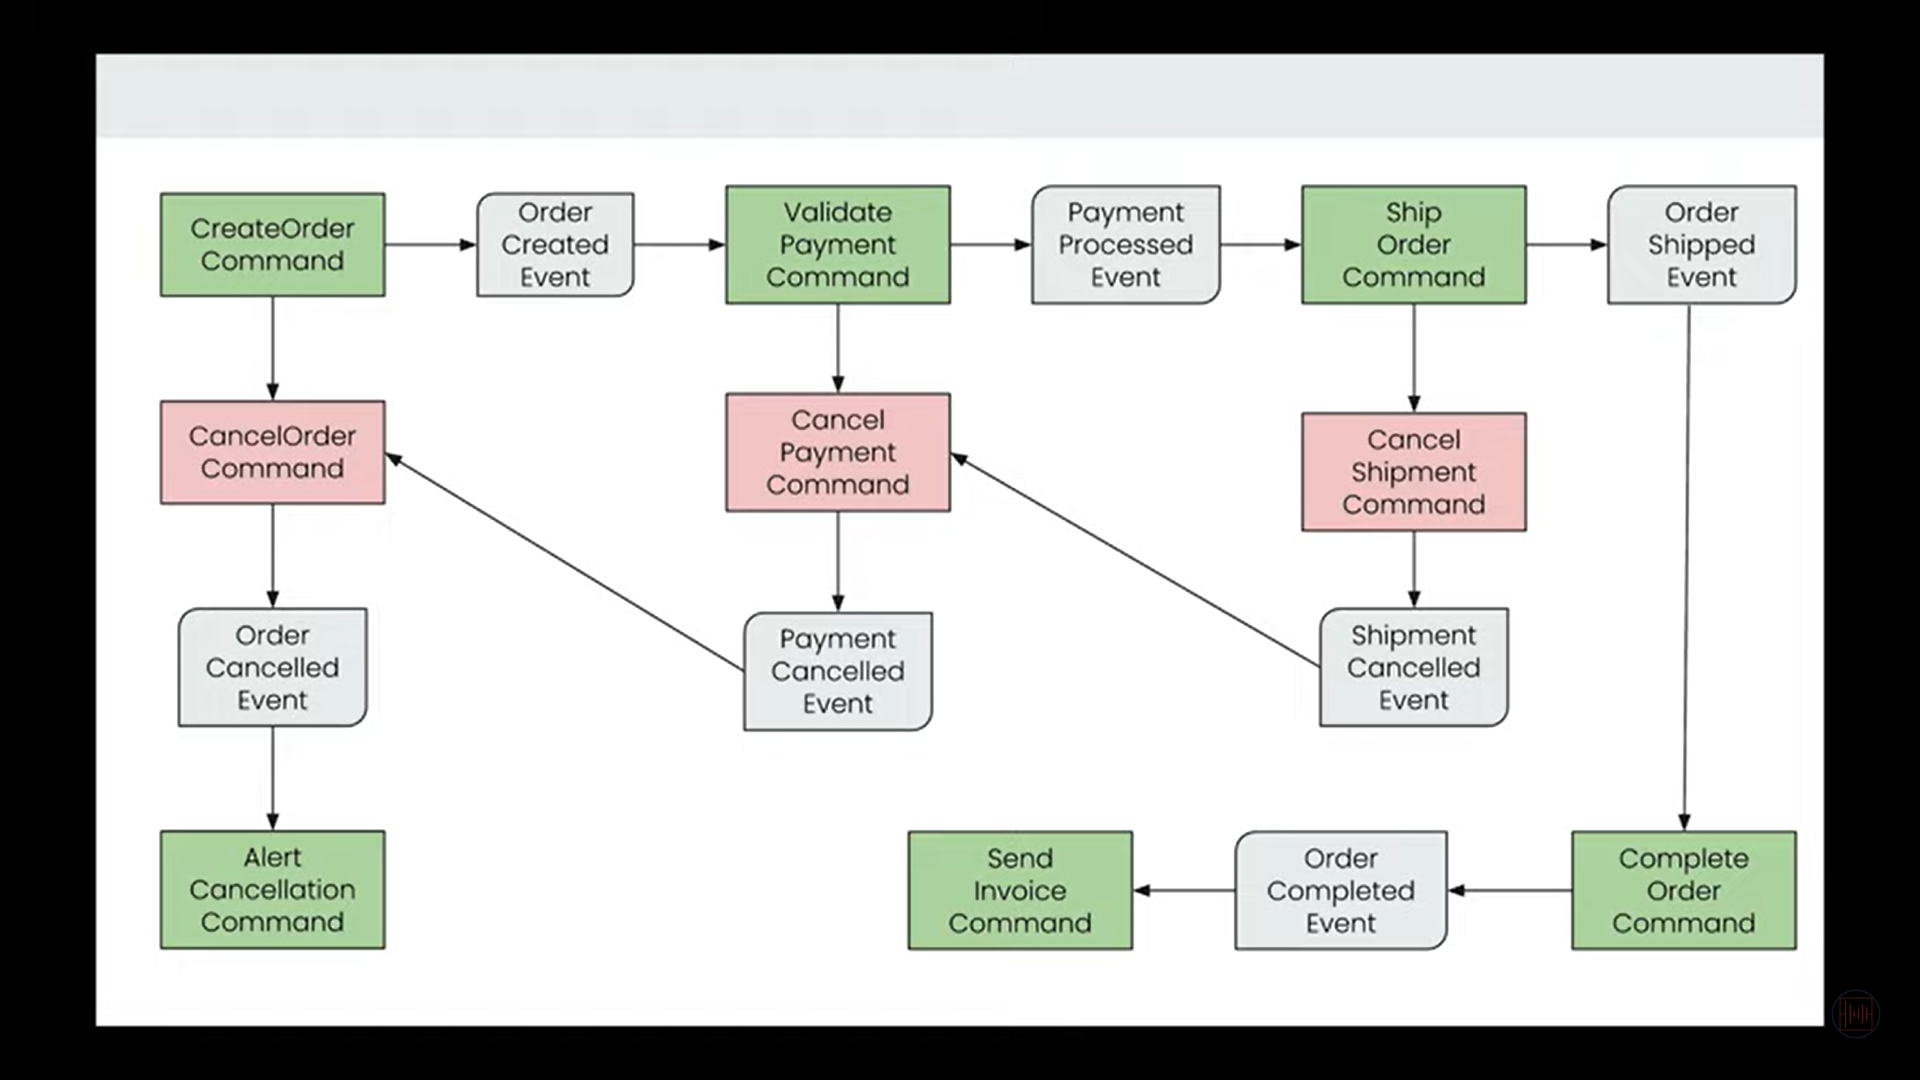 CreateOrder
Command
Order
Created
Event
Validate
Payment
Command
Payment
Processed
Event
Ship
Order
Command
Order
Shipped
Event
CancelOrder
Command
Cancel
Payment
Command
Cancel
Shipment
Command
Order
Cancelled
Event
Payment
Cancelled
Event
Shipment
Cancelled
Event
Alert
Cancellation
Command
Send
Invoice
Command
Order
Completed
Event
Complete
Order
Command